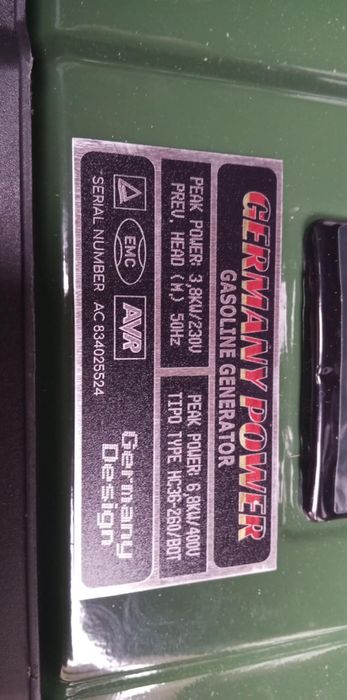 GERMANY POWER
GASOLINE GENERATOR
PEAK POWER: 3,8KW/230V
PREV. HEAD (M) 50Hz
PEAK POWER: 6,8KW/400V
TIPO TYPE HC36-260/BQT
EMC
AVR
Germany
Design
SERIAL NUMBER AC 834025524